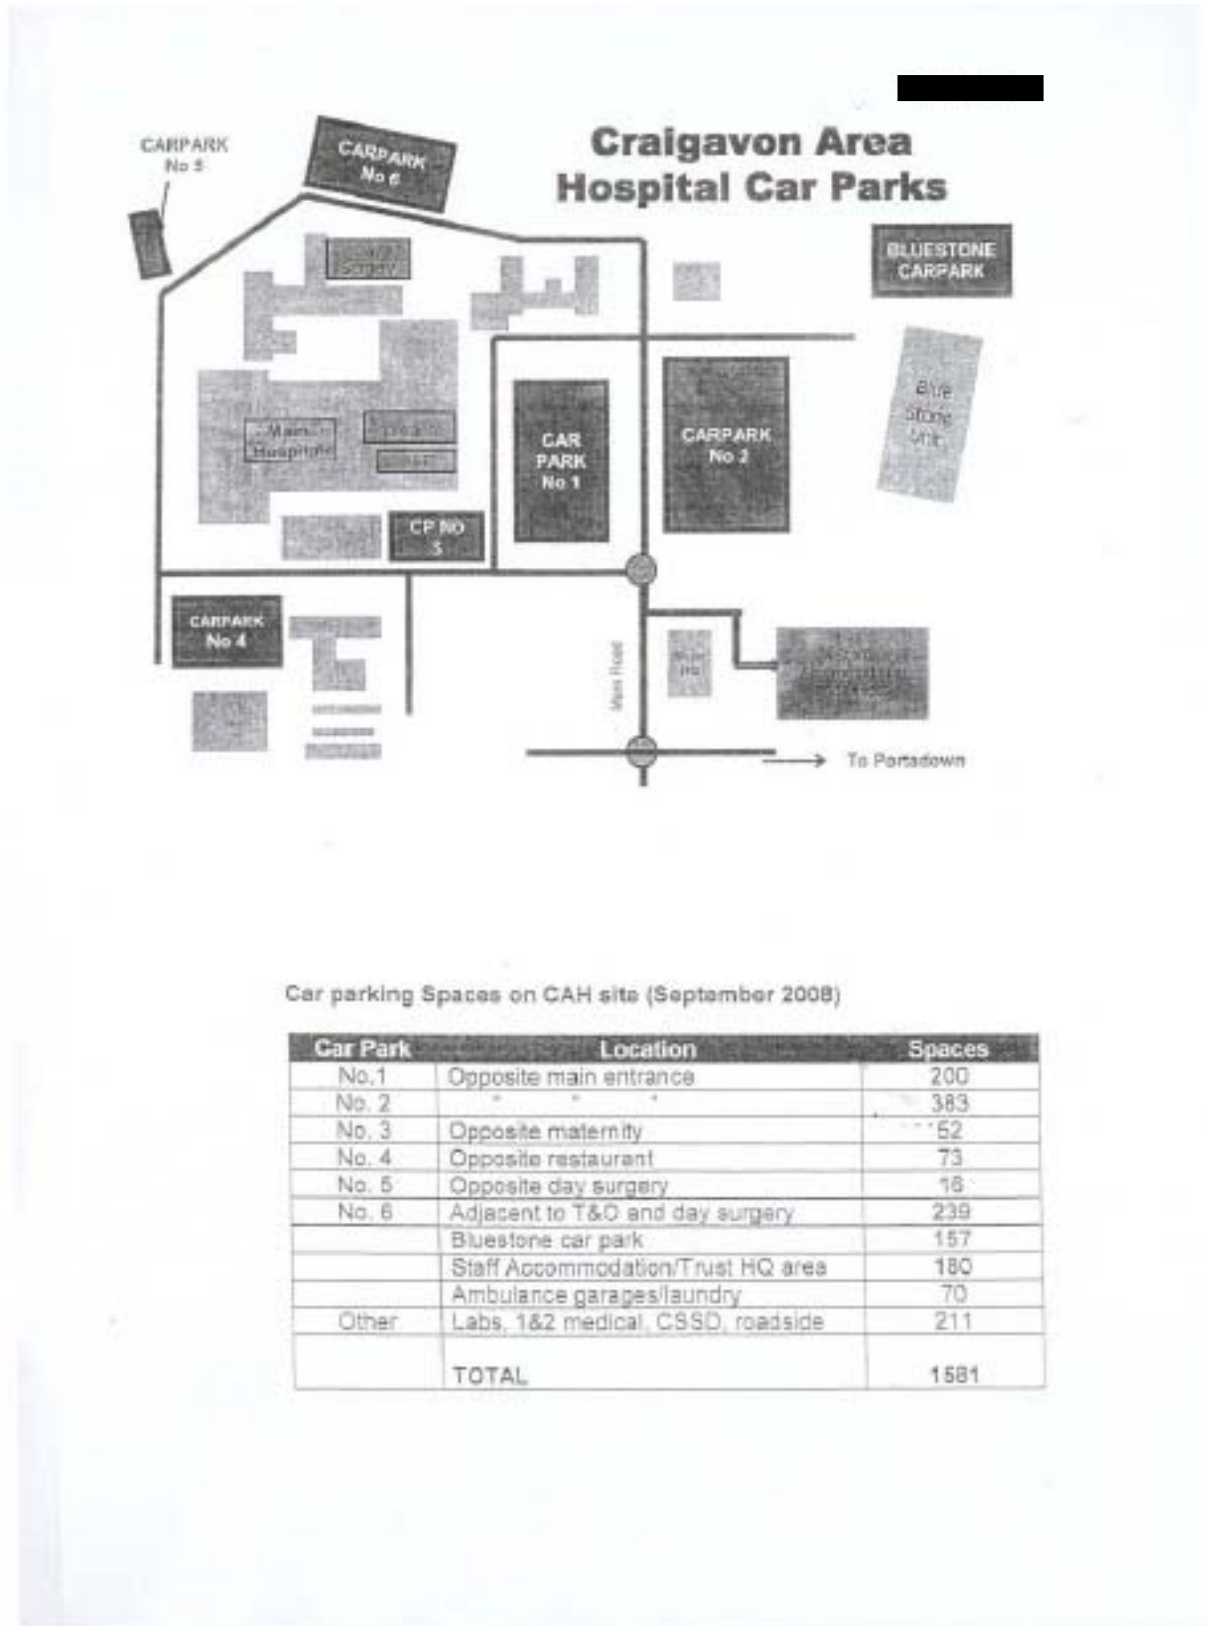 Craigavon Area
Hospital Car Parks
CARPARK
No 5
CARPARK
No 6
BLUESTONE
CARPARK
Blue
Stone
Unit
Main
Hospital
CAR
PARK
No 1
CARPARK
No 2
CP No
3
CARPARK
No 4
Main Road
To Portadown
Car parking Spaces on CAH site (September 2008)
Car Park Location Spaces
No.1 Opposite main entrance 200
No. 2 " " " 383
No. 3 Opposite maternity 52
No. 4 Opposite restaurant 73
No. 5 Opposite day surgery 16
No. 6 Adjacent to T&O and day surgery 239
Bluestone car park 157
Staff Accommodation/Trust HQ area 180
Ambulance garages/laundry 70
Other Labs, 1&2 medical, CSSD, roadside 211
TOTAL 1581